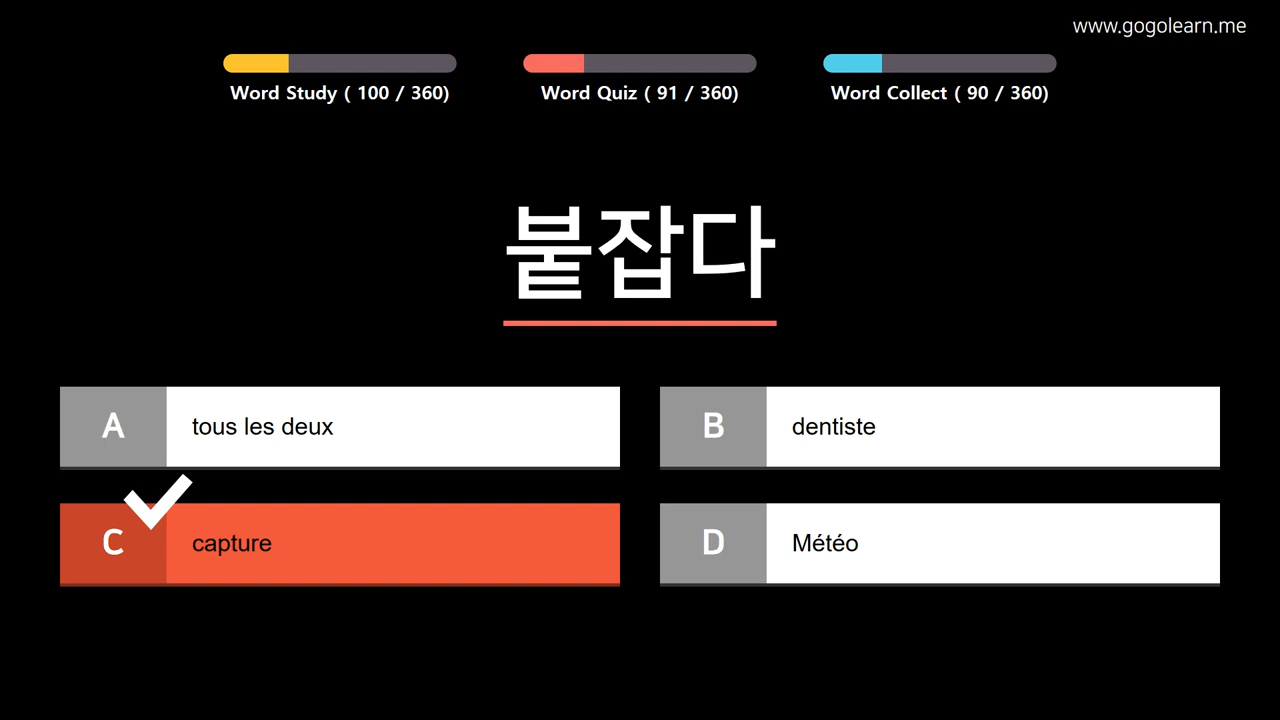 www.gogolearn.me
Word Study ( 100 / 360)
Word Quiz ( 91 / 360)
Word Collect ( 90 / 360)
붙잡다
A tous les deux
B dentiste
C capture
D Météo